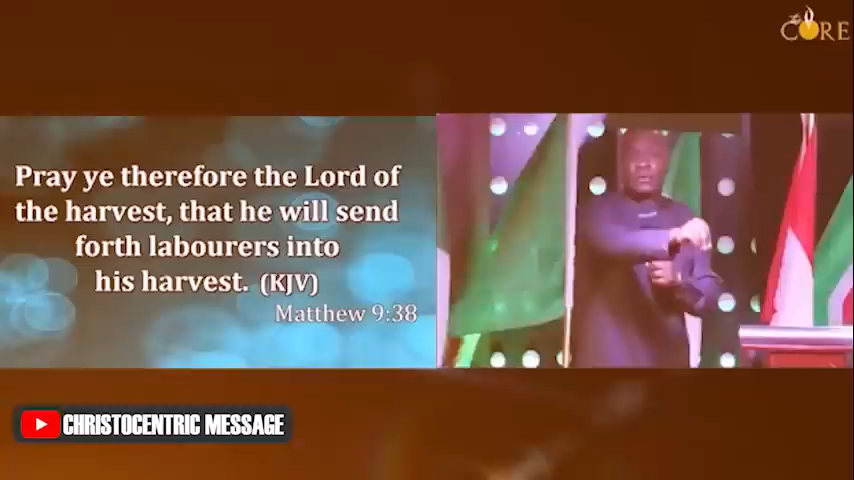 The CORE
Pray ye therefore the Lord of
the harvest, that he will send
forth labourers into
his harvest. (KJV)
Matthew 9:38
CHRISTOCENTRIC MESSAGE